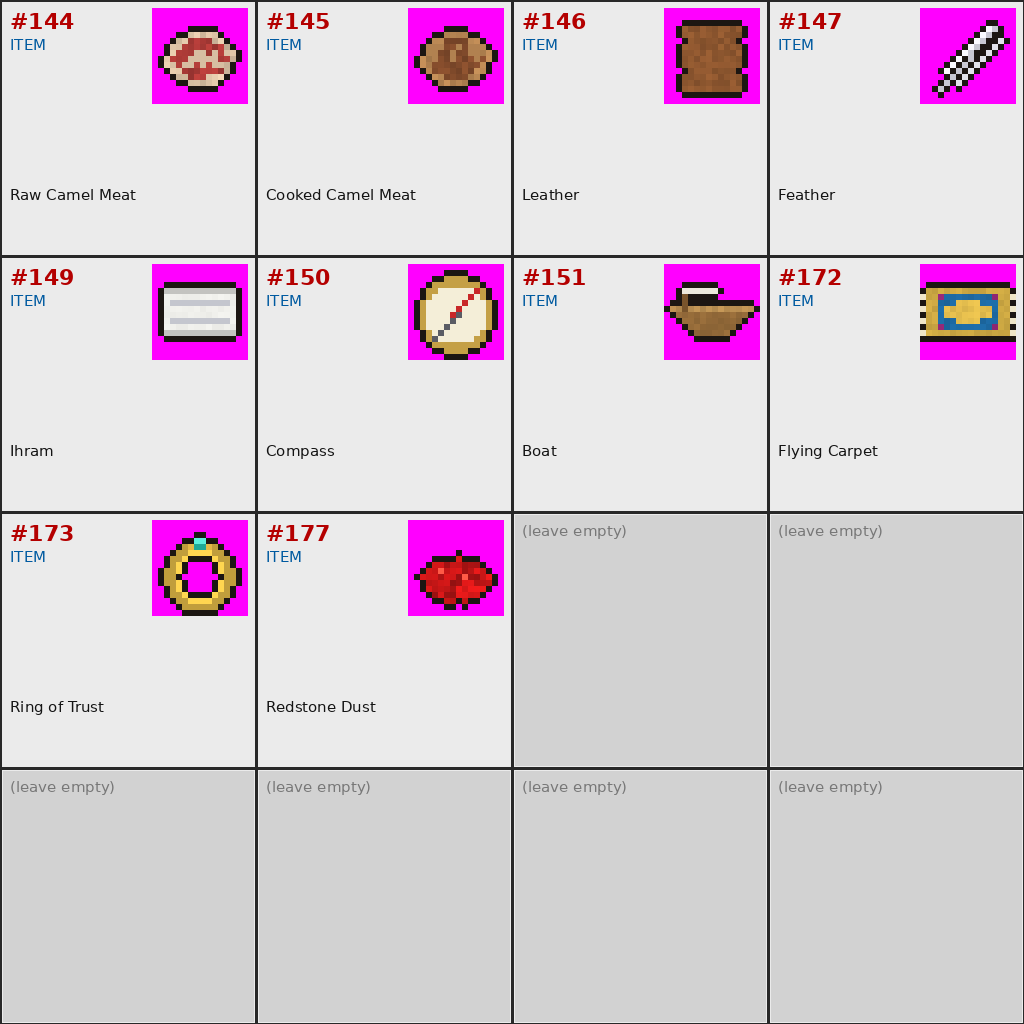 #144
ITEM
Raw Camel Meat
#145
ITEM
Cooked Camel Meat
#146
ITEM
Leather
#147
ITEM
Feather
#149
ITEM
Ihram
#150
ITEM
Compass
#151
ITEM
Boat
#172
ITEM
Flying Carpet
#173
ITEM
Ring of Trust
#177
ITEM
Redstone Dust
(leave empty)
(leave empty)
(leave empty)
(leave empty)
(leave empty)
(leave empty)